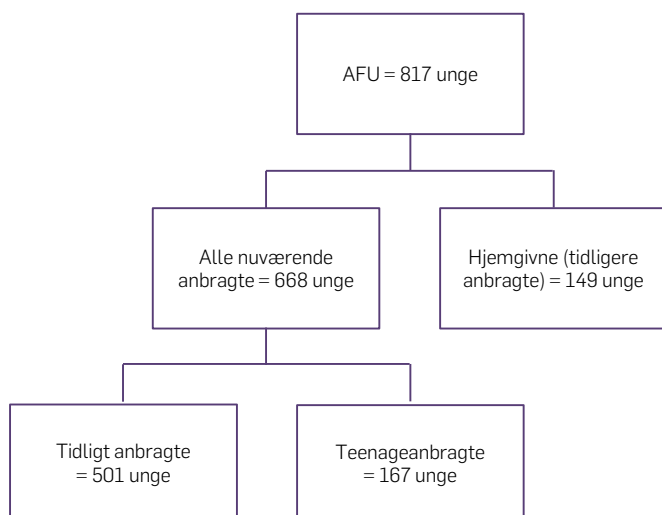 AFU = 817 unge
Alle nuværende
anbragte = 668 unge
Hjemgivne (tidligere
anbragte) = 149 unge
Tidligt anbragte
= 501 unge
Teenageanbragte
= 167 unge